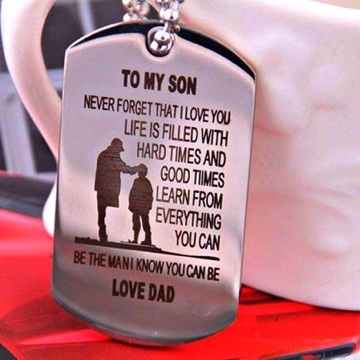 TO MY SON
NEVER FORGET THAT I LOVE YOU
LIFE IS FILLED WITH
HARD TIMES AND
GOOD TIIMES
LEARN FROM
EVERYTHING
YOU CAN
BE THE MAN I KNOW YOU CAN BE
LOVE DAD